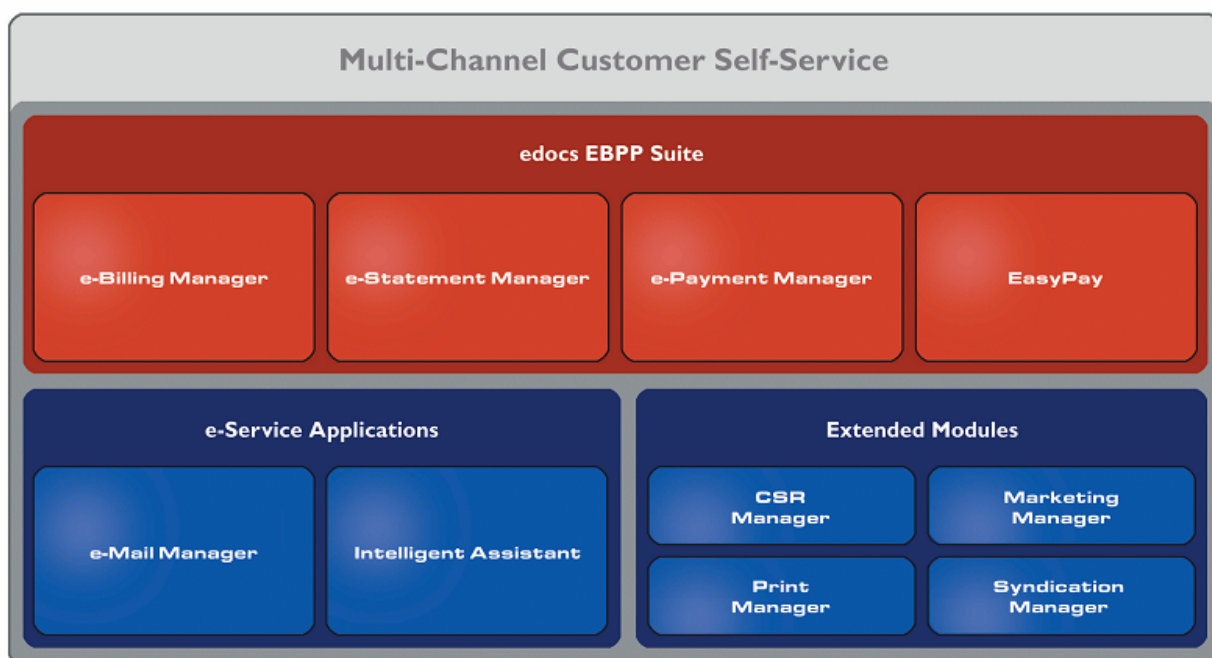 Multi-Channel Customer Self-Service
edocs EBPP Suite
e-Billing Manager
e-Statement Manager
e-Payment Manager
EasyPay
e-Service Applications
e-Mail Manager
Intelligent Assistant
Extended Modules
CSR
Manager
Marketing
Manager
Print
Manager
Syndication
Manager